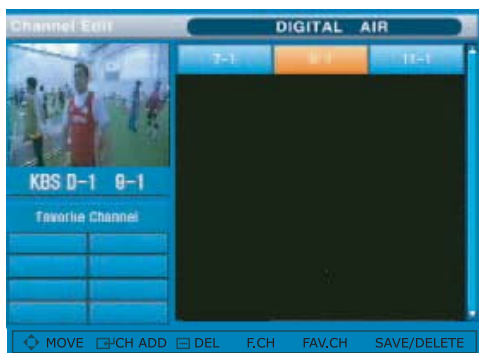 Channel Edit
DIGITAL AIR
7-1 9-1 11-1
KBS D-1 9-1
Favorite Channel
MOVE CH ADD DEL F.CH FAV.CH SAVE/DELETE